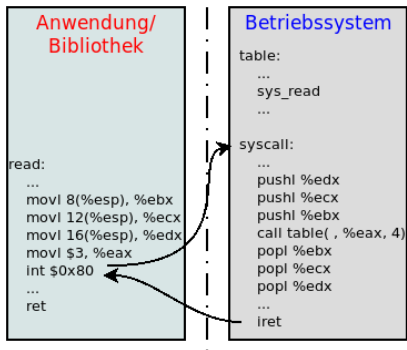 Anwendung/
Bibliothek
read:
...
movl 8(%esp), %ebx
movl 12(%esp), %ecx
movl 16(%esp), %edx
movl $3, %eax
int $0x80
...
ret
Betriebssystem
table:
...
sys_read
...
syscall:
...
pushl %edx
pushl %ecx
pushl %ebx
call table( , %eax, 4)
popl %ebx
popl %ecx
popl %edx
...
iret